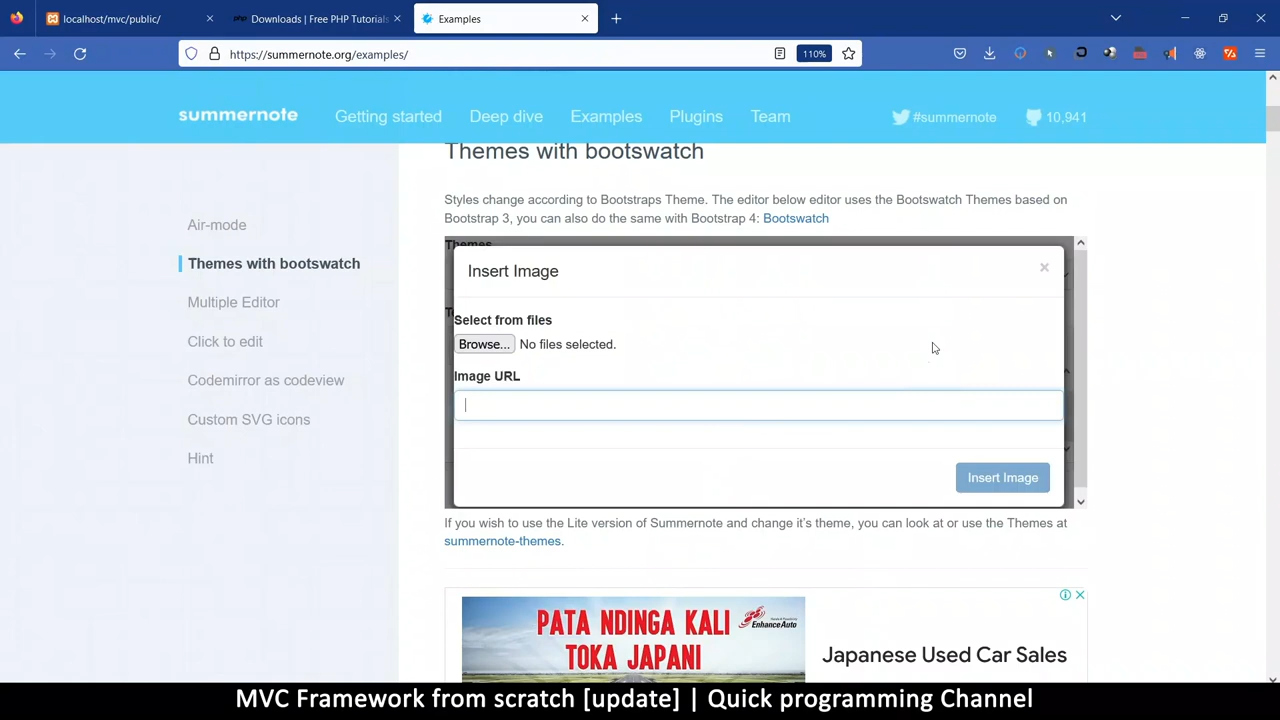 localhost/mvc/public/
php
Downloads | Free PHP Tutorials
Examples
https://summernote.org/examples/
110%
summernote
Getting started
Deep dive
Examples
Plugins
Team
#summernote
10,941
Themes with bootswatch
Styles change according to Bootstraps Theme. The editor below editor uses the Bootswatch Themes based on
Bootstrap 3, you can also do the same with Bootstrap 4: Bootswatch
Air-mode
Themes with bootswatch
Multiple Editor
Click to edit
Codemirror as codeview
Custom SVG icons
Hint
Themes
Insert Image
Select from files
Browse... No files selected.
Image URL
Insert Image
If you wish to use the Lite version of Summernote and change it's theme, you can look at or use the Themes at
summernote-themes.
PATA NDINGA KALI
TOKA JAPANI
EnhanceAuto
Japanese Used Car Sales
MVC Framework from scratch [update] | Quick programming Channel